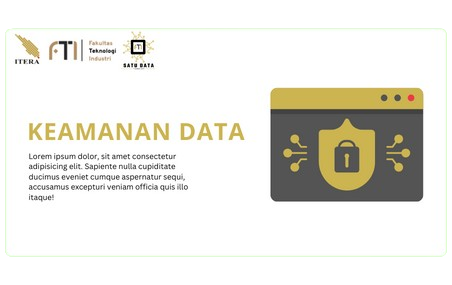 ITERA
FTI
Fakultas
Teknologi
Industri
SATU DATA
KEAMANAN DATA
Lorem ipsum dolor, sit amet consectetur
adipisicing elit. Sapiente nulla cupiditate
ducimus eveniet cumque aspernatur sequi,
accusamus excepturi veniam officia quis illo
itaque!